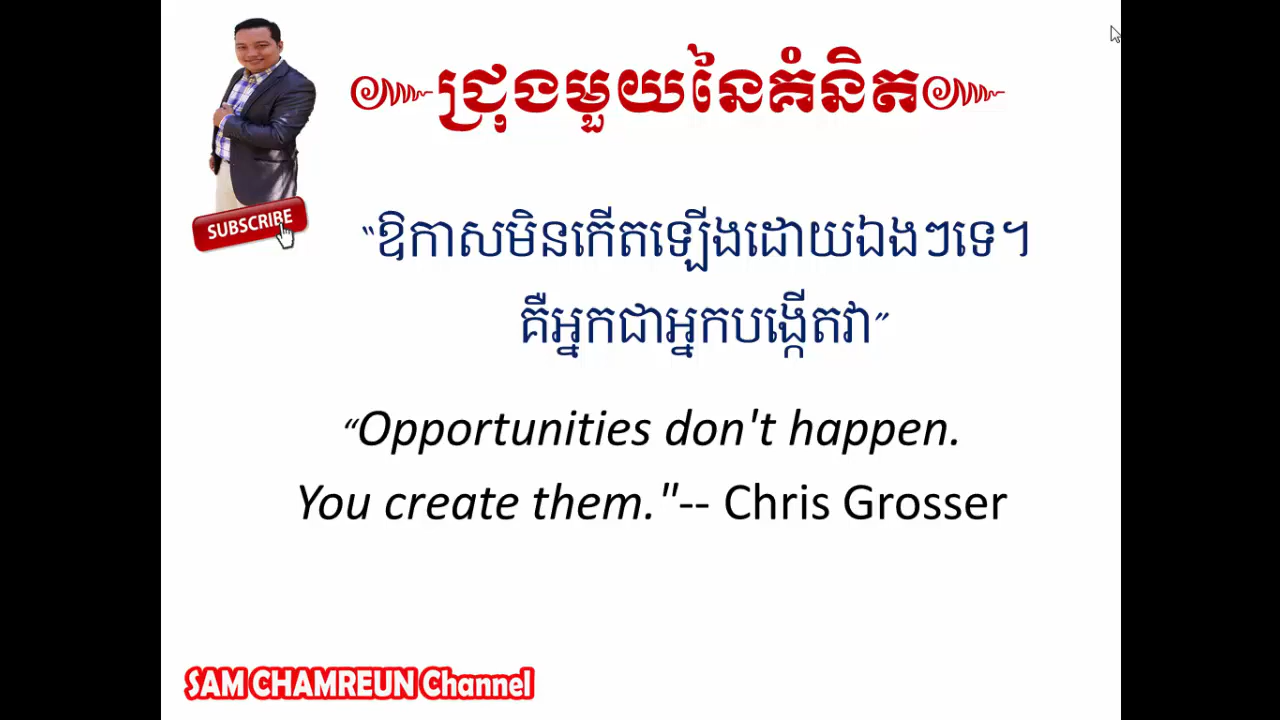 ៚ជ្រុងមួយនៃគំនិត៚
SUBSCRIBE
“ឱកាសមិនកើតឡើងដោយឯងៗទេ។
គឺអ្នកជាអ្នកបង្កើតវា”
“Opportunities don't happen.
You create them."-- Chris Grosser
SAM CHAMREUN Channel